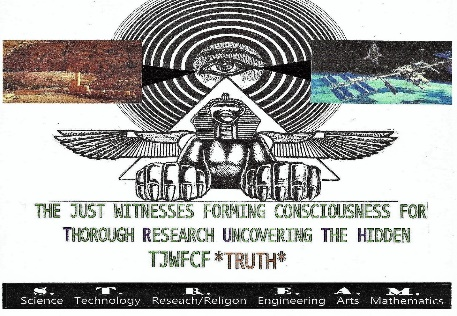 THE JUST WITNESSES FORMING CONSCIOUSNESS FOR
THOROUGH RESEARCH UNCOVERING THE HIDDEN
TJWFCF *TRUTH*
S. T. R. E. A. M.
Science Technology Reseach/Religon Engineering Arts Mathematics